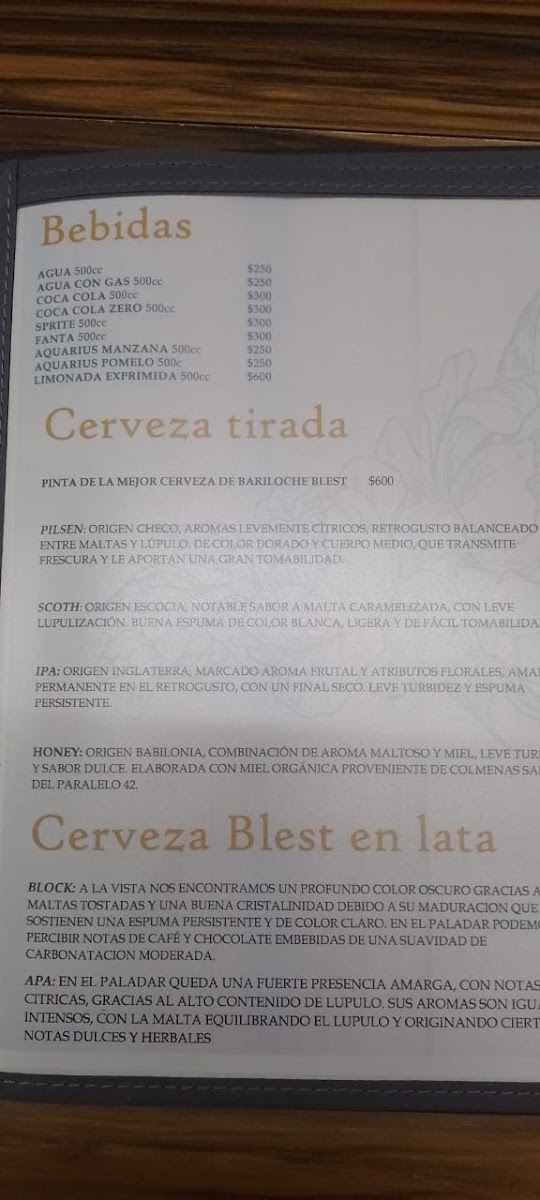 Bebidas
AGUA 500cc $250
AGUA CON GAS 500cc $250
COCA COLA 500cc $300
COCA COLA ZERO 500cc $300
SPRITE 500cc $300
FANTA 500cc $300
AQUARIUS MANZANA 500cc $250
AQUARIUS POMELO 500c $250
LIMONADA EXPRIMIDA 500cc $600
Cerveza tirada
PINTA DE LA MEJOR CERVEZA DE BARILOCHE BLEST $600
PILSEN: ORIGEN CHECO, AROMAS LEVEMENTE CÍTRICOS, RETROGUSTO BALANCEADO
ENTRE MALTAS Y LÚPULO. DE COLOR DORADO Y CUERPO MEDIO, QUE TRANSMITE
FRESCURA Y LE APORTAN UNA GRAN TOMABILIDAD.
SCOTH: ORIGEN ESCOCIA, NOTABLE SABOR A MALTA CARAMELIZADA, CON LEVE
LUPULIZACIÓN. BUENA ESPUMA DE COLOR BLANCA, LIGERA Y DE FÁCIL TOMABILIDA
IPA: ORIGEN INGLATERRA, MARCADO AROMA FRUTAL Y ATRIBUTOS FLORALES, AMA
PERMANENTE EN EL RETROGUSTO, CON UN FINAL SECO. LEVE TURBIDEZ Y ESPUMA
PERSISTENTE.
HONEY: ORIGEN BABILONIA, COMBINACIÓN DE AROMA MALTOSO Y MIEL, LEVE TUR
Y SABOR DULCE. ELABORADA CON MIEL ORGÁNICA PROVENIENTE DE COLMENAS SA
DEL PARALELO 42.
Cerveza Blest en lata
BLOCK: A LA VISTA NOS ENCONTRAMOS UN PROFUNDO COLOR OSCURO GRACIAS A
MALTAS TOSTADAS Y UNA BUENA CRISTALINIDAD DEBIDO A SU MADURACION QUE
SOSTIENEN UNA ESPUMA PERSISTENTE Y DE COLOR CLARO. EN EL PALADAR PODEM
PERCIBIR NOTAS DE CAFÉ Y CHOCOLATE EMBEBIDAS DE UNA SUAVIDAD DE
CARBONATACION MODERADA.
APA: EN EL PALADAR QUEDA UNA FUERTE PRESENCIA AMARGA, CON NOTAS
CITRICAS, GRACIAS AL ALTO CONTENIDO DE LUPULO. SUS AROMAS SON IGUA
INTENSOS, CON LA MALTA EQUILIBRANDO EL LUPULO Y ORIGINANDO CIERT
NOTAS DULCES Y HERBALES